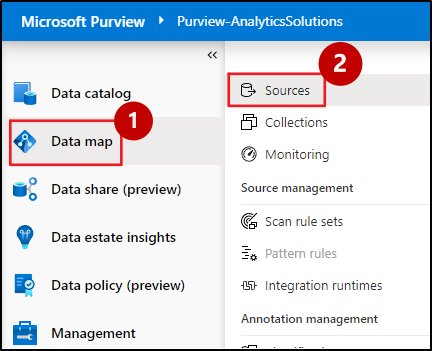 Microsoft Purview ▸ Purview-AnalyticsSolutions
«
Data catalog
1
Data map
Data share (preview)
Data estate insights
Data policy (preview)
Management
2
Sources
Collections
Monitoring
Source management
Scan rule sets
Pattern rules
Integration runtimes
Annotation management